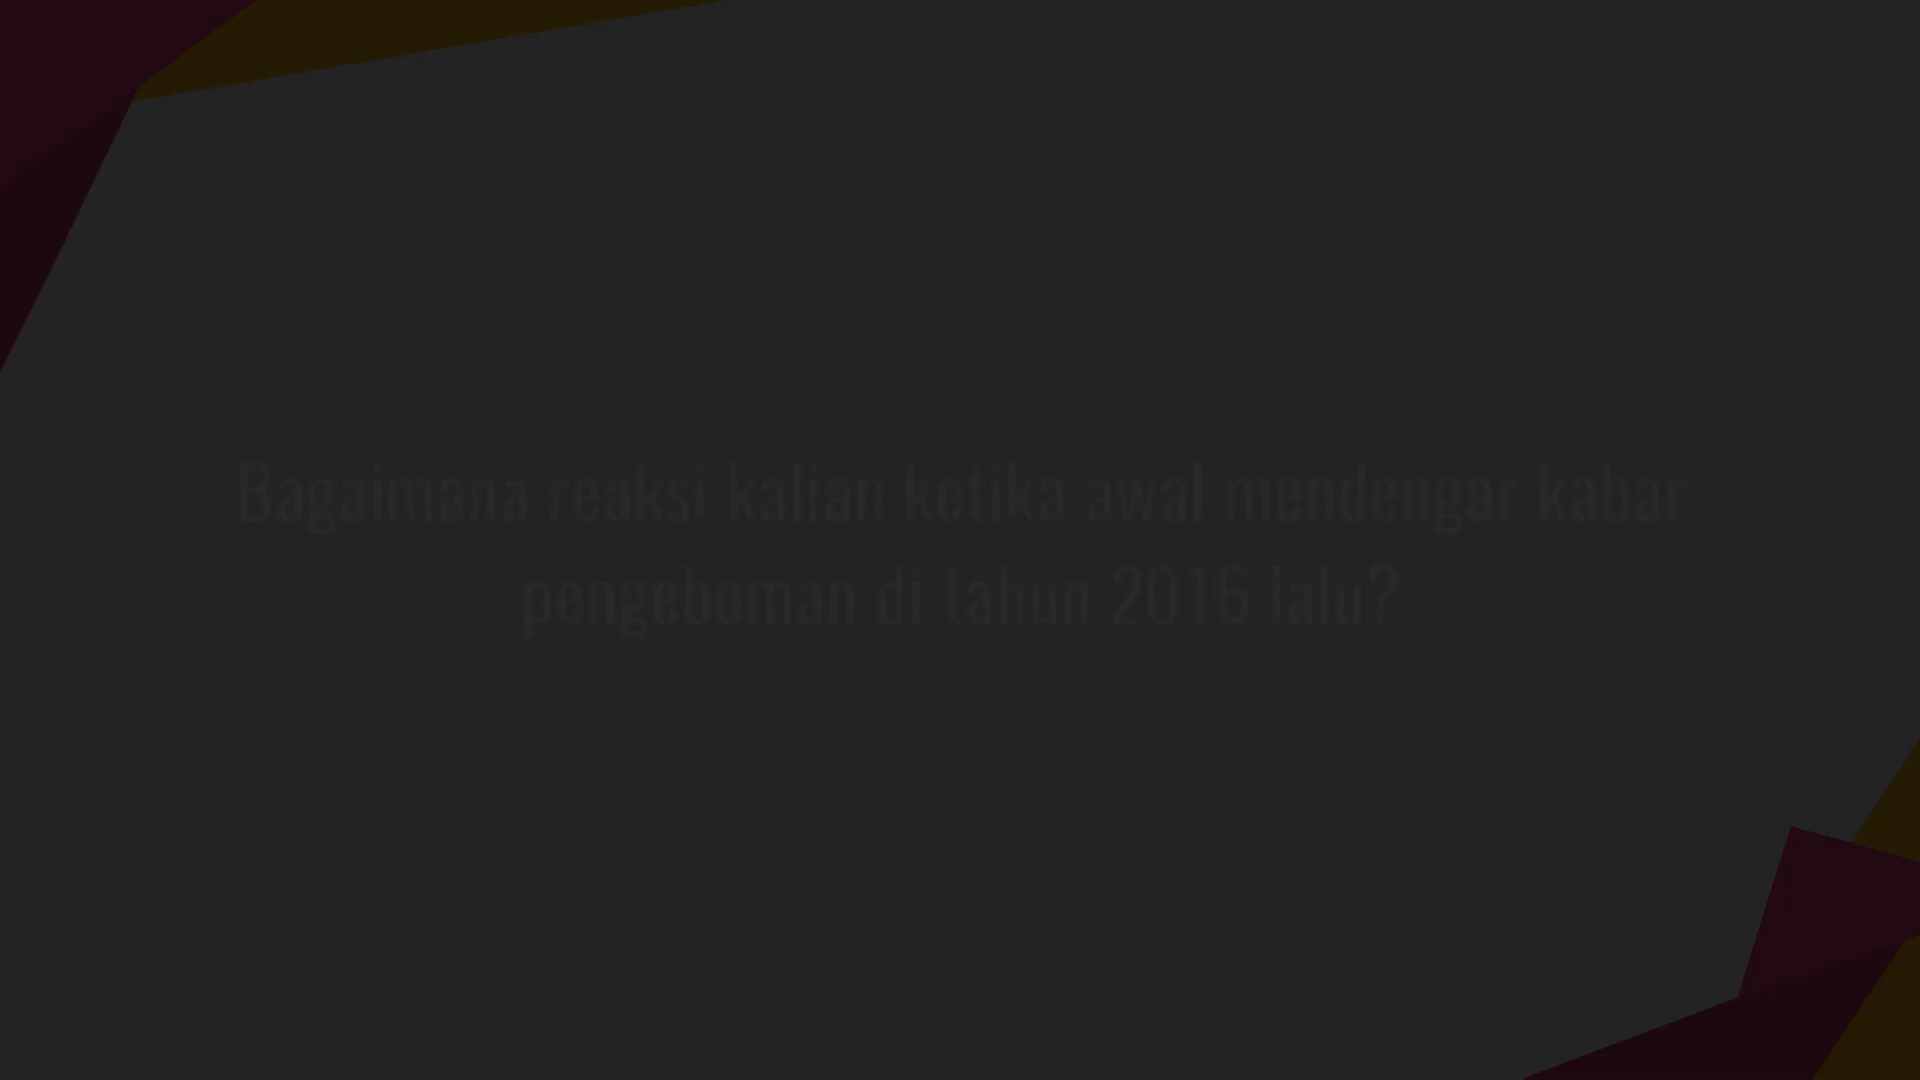 Bagaimana reaksi kalian ketika awal mendengar kabar
pengeboman di tahun 2016 lalu?